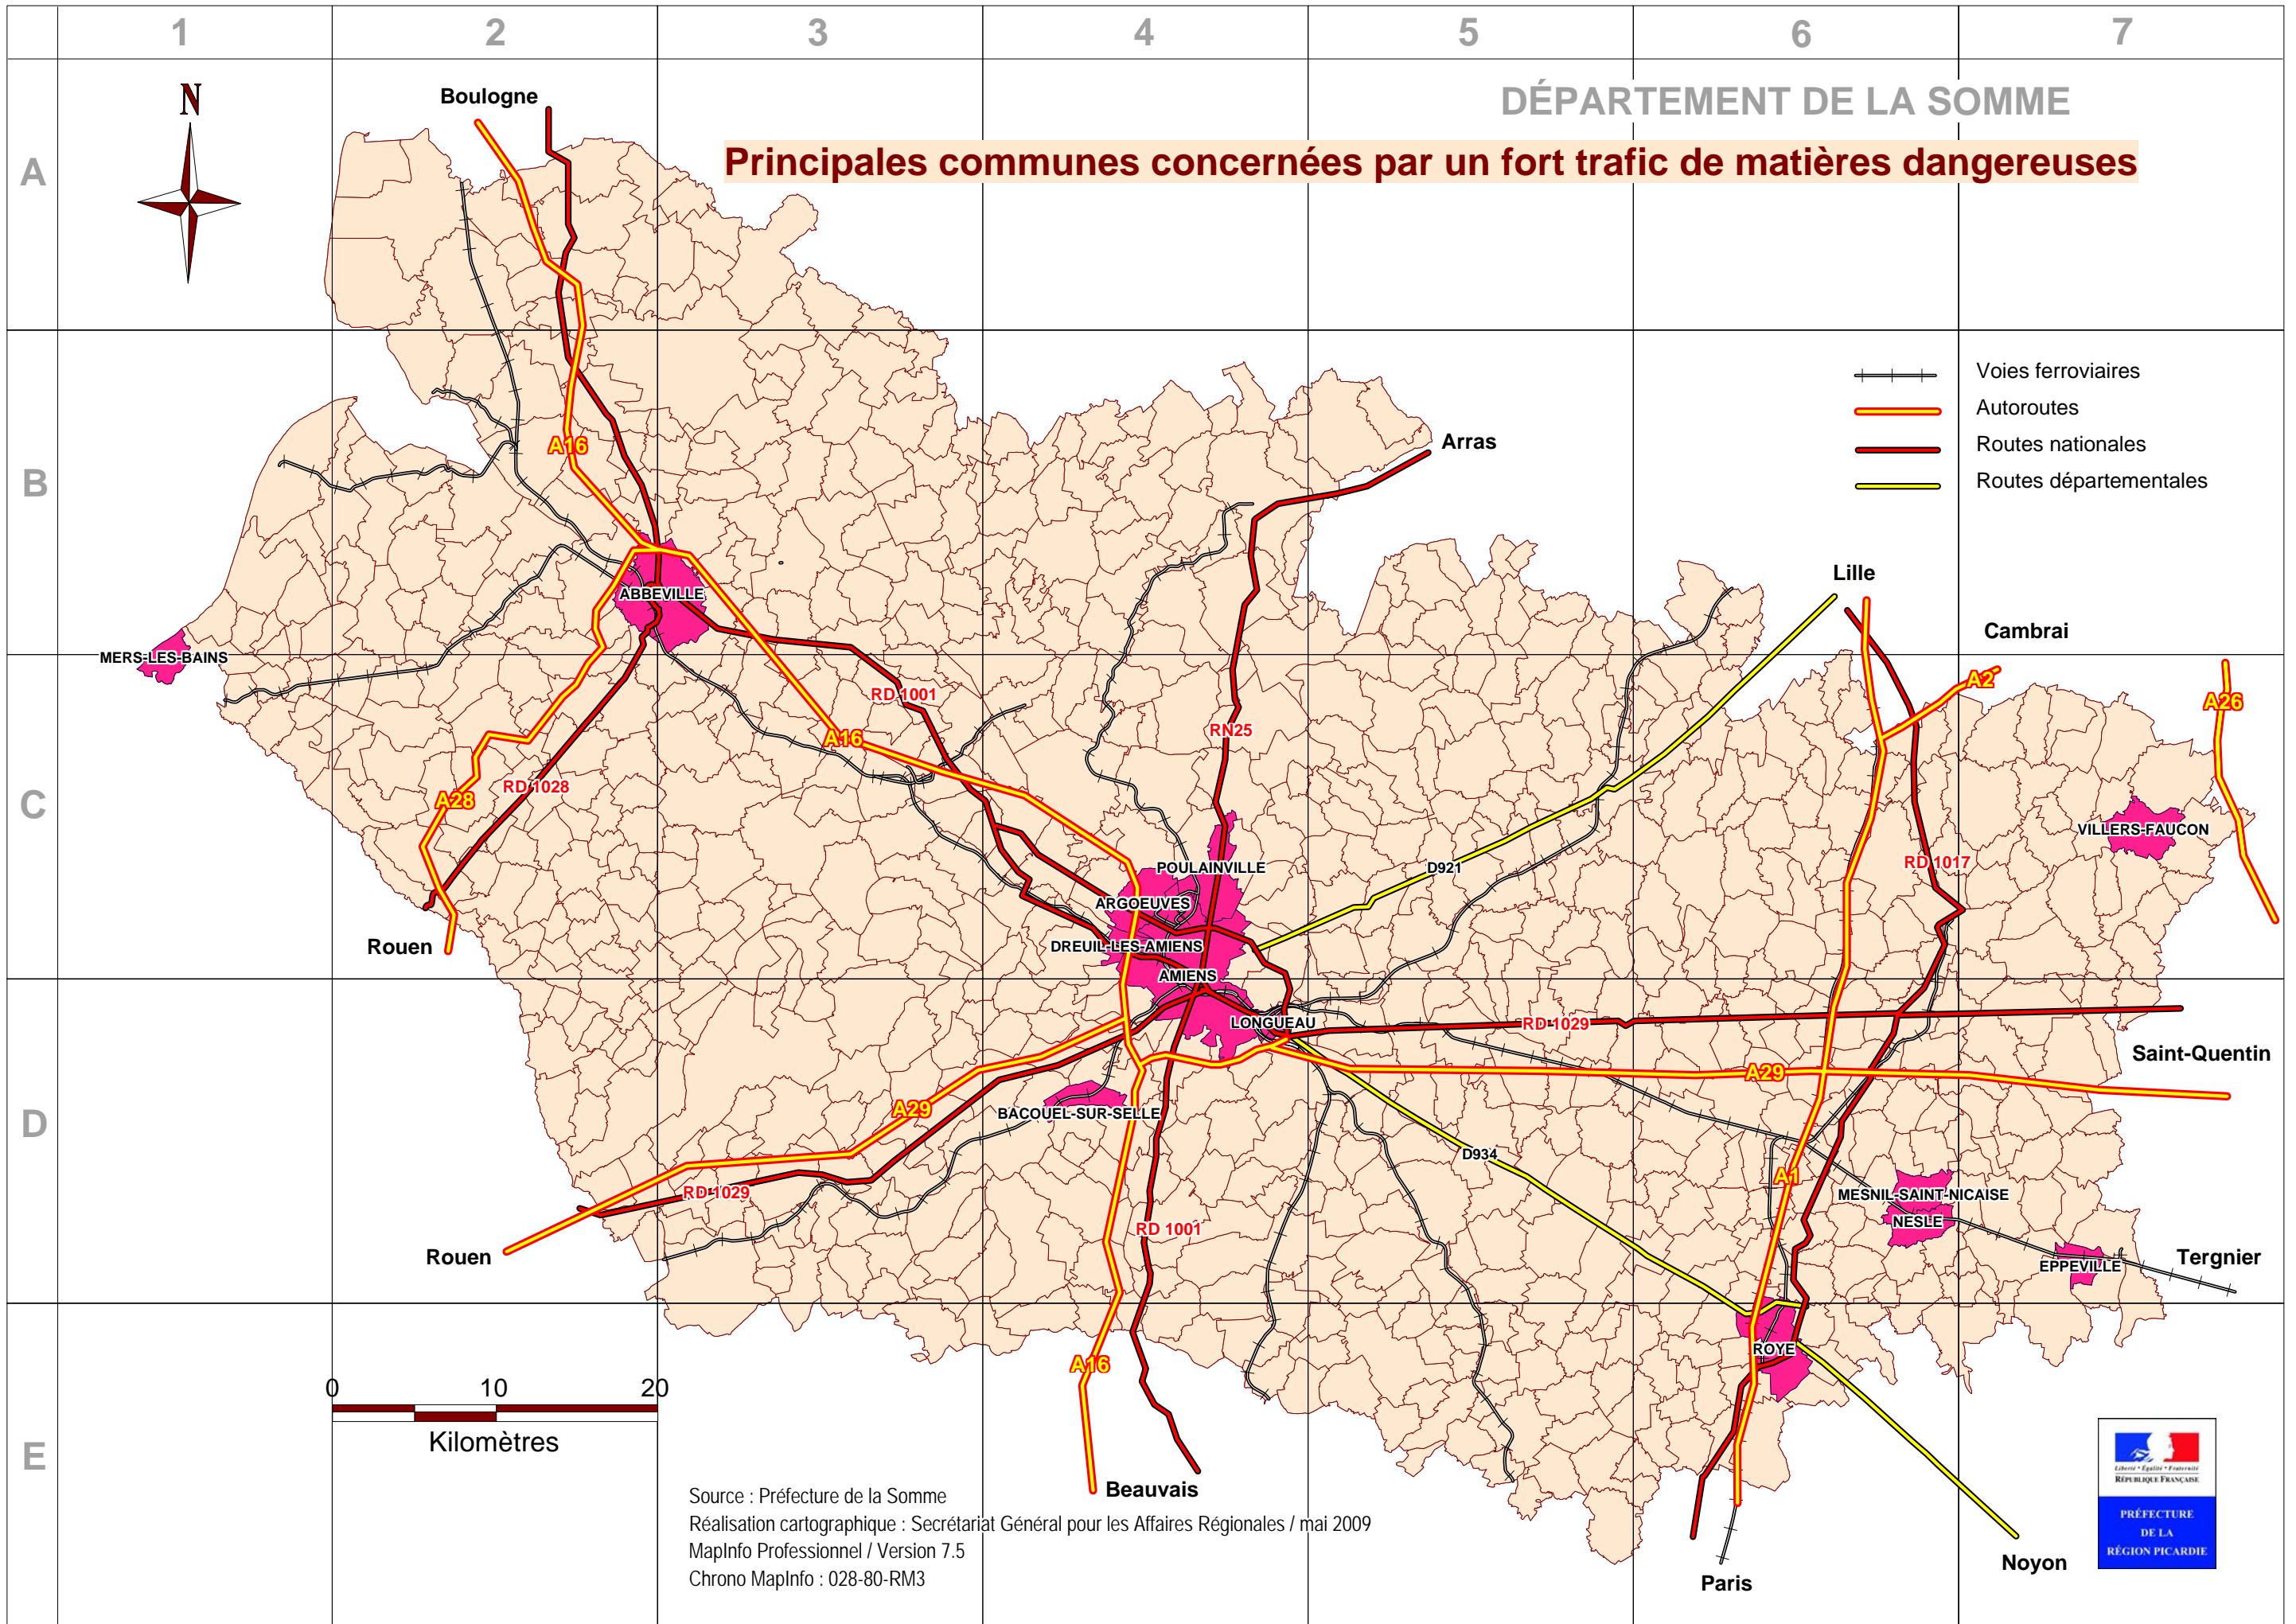 1 2 3 4 5 6 7
A
B
C
D
E
N
DÉPARTEMENT DE LA SOMME
Principales communes concernées par un fort trafic de matières dangereuses
Boulogne
Voies ferroviaires
Autoroutes
Routes nationales
Routes départementales
Arras
A16
Lille
ABBEVILLE
Cambrai
MERS-LES-BAINS
A2
RD 1001
A26
RN25
A16
RD 1028
A28
VILLERS-FAUCON
RD 1017
POULAINVILLE
D921
ARGOEUVES
Rouen
DREUIL-LES-AMIENS
AMIENS
LONGUEAU
RD 1029
Saint-Quentin
A29
A29
BACOUEL-SUR-SELLE
D934
A1
RD 1029
MESNIL-SAINT-NICAISE
NESLE
RD 1001
Rouen
EPPEVILLE
Tergnier
ROYE
A16
0 10 20
Kilomètres
Beauvais
Source : Préfecture de la Somme
Réalisation cartographique : Secrétariat Général pour les Affaires Régionales / mai 2009
MapInfo Professionnel / Version 7.5
Chrono MapInfo : 028-80-RM3
Paris
Noyon
Liberté • Égalité • Fraternité
RÉPUBLIQUE FRANÇAISE
PRÉFECTURE
DE LA
RÉGION PICARDIE